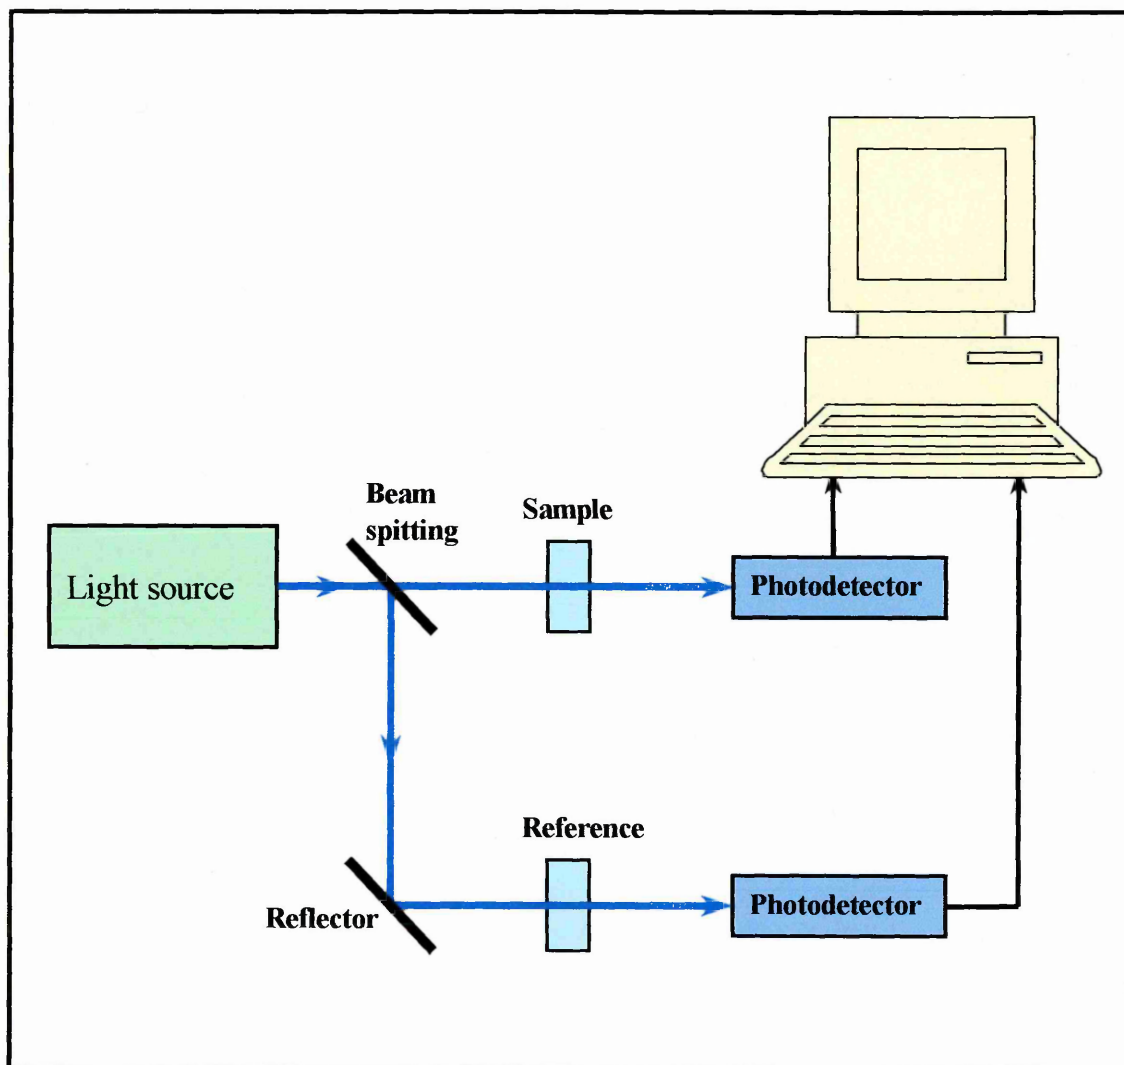 Beam
spitting
Sample
Light source
Photodetector
Reference
Reflector
Photodetector